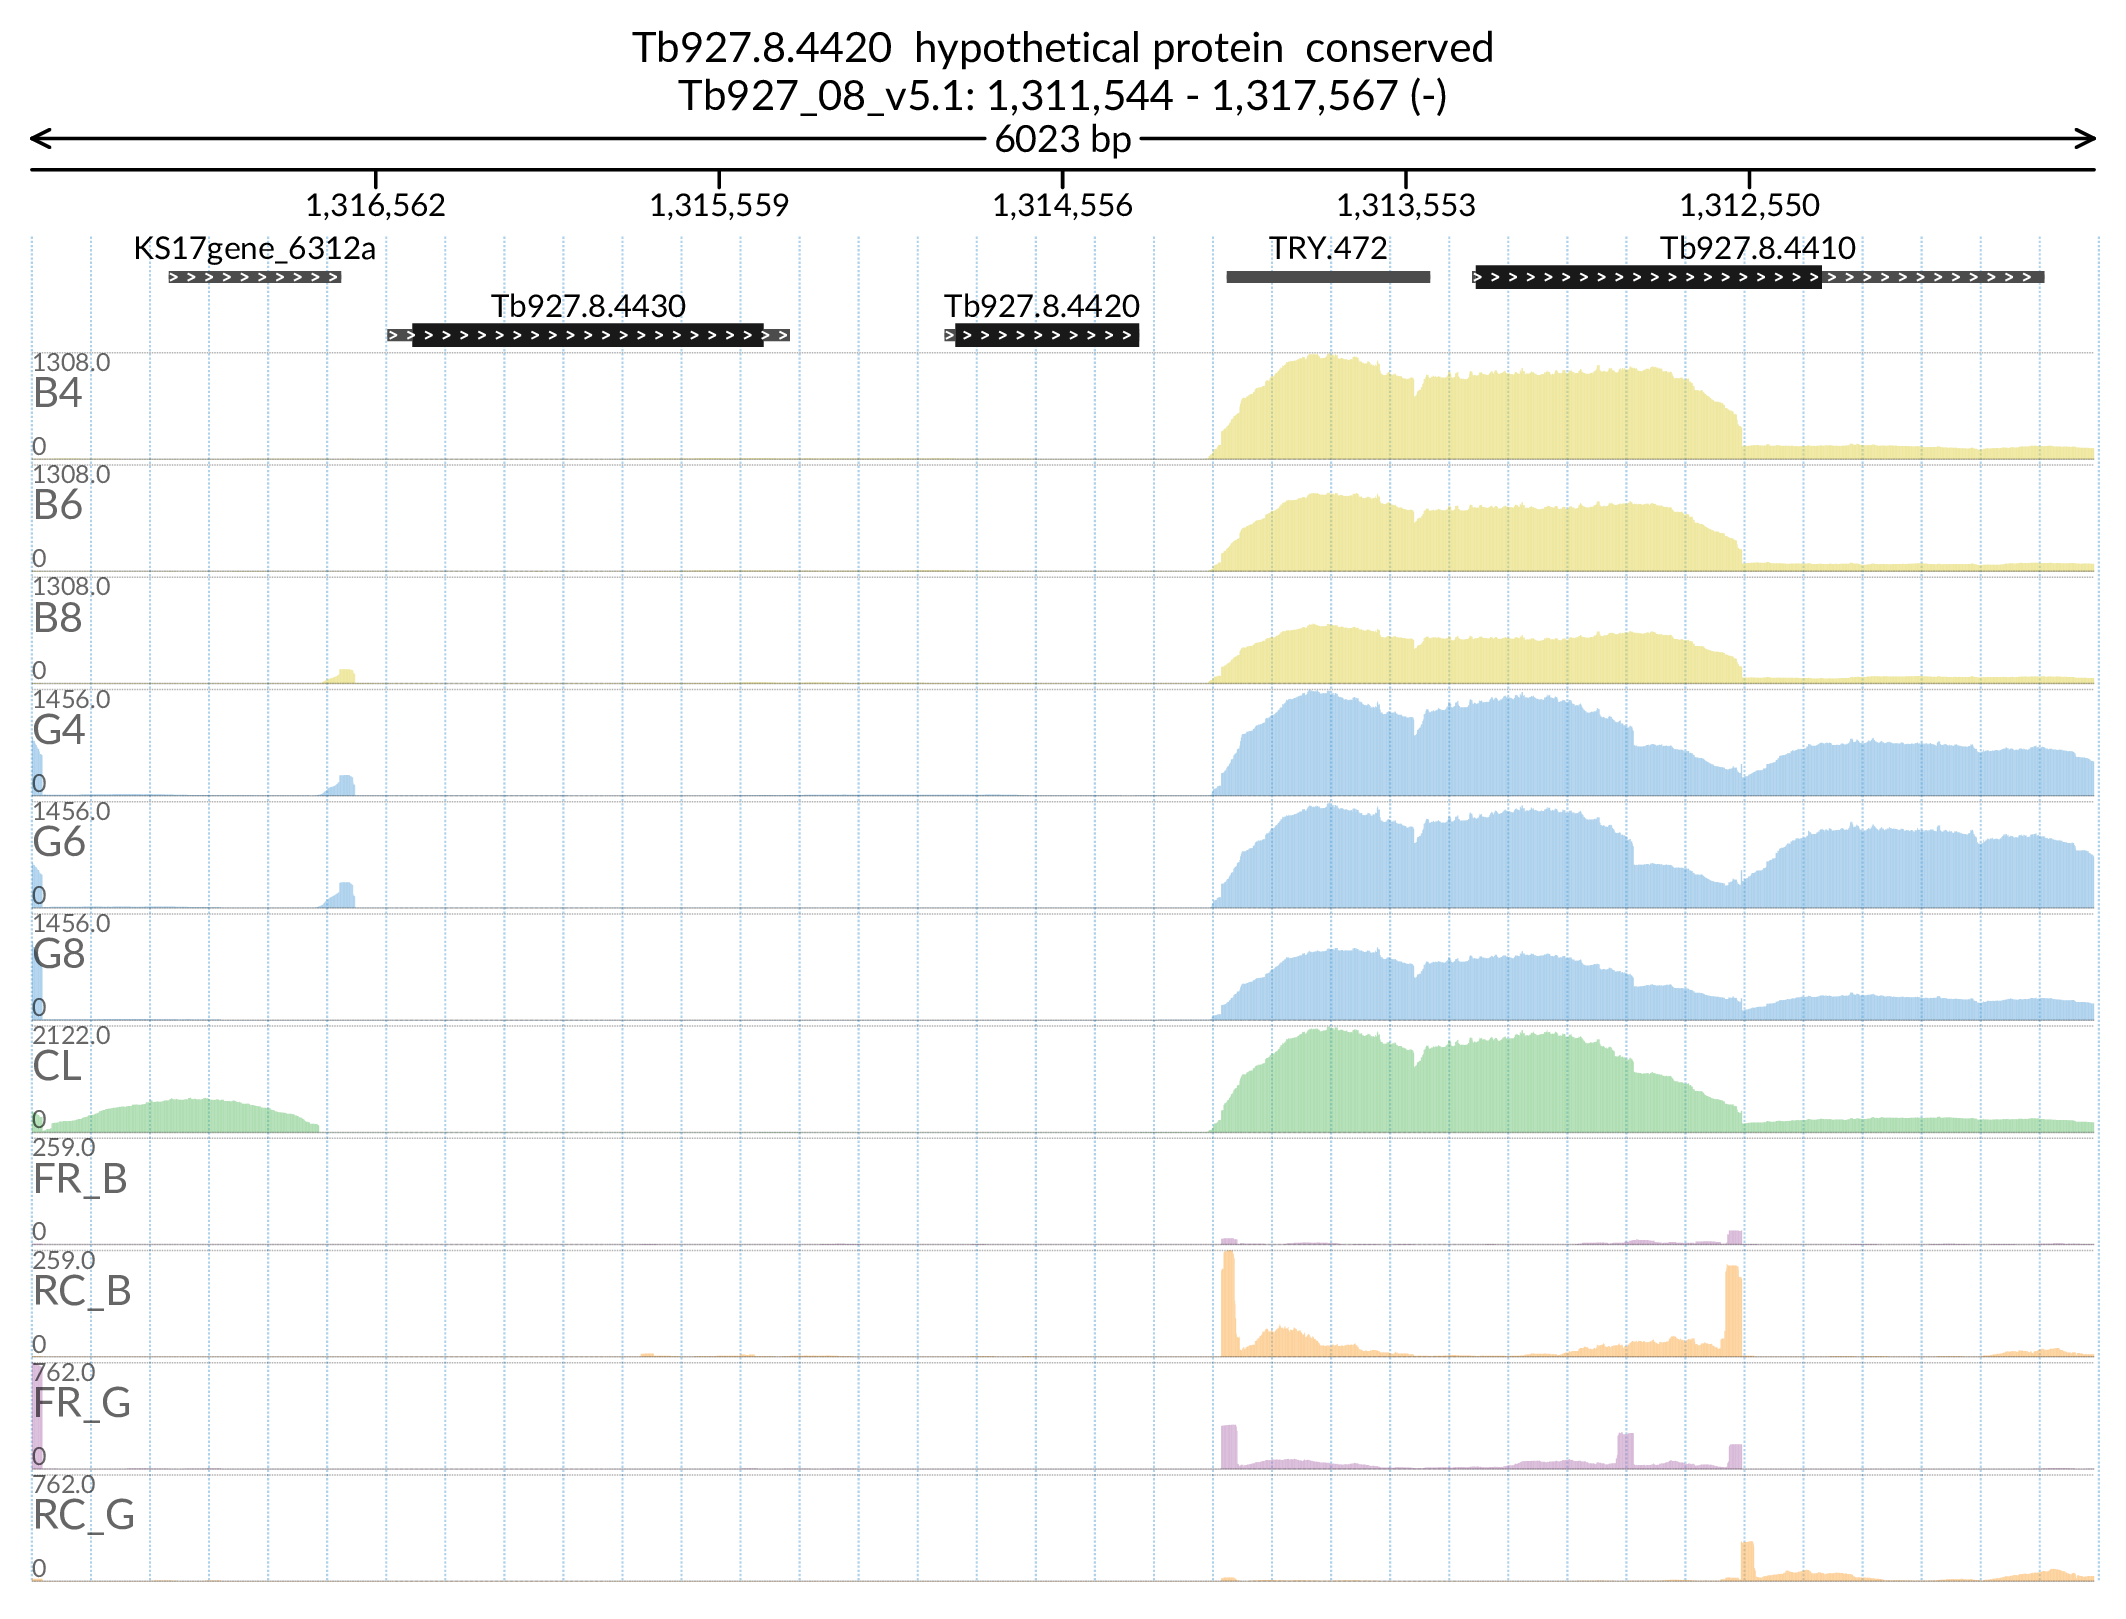 Tb927.8.4420 hypothetical protein conserved
Tb927_08_v5.1: 1,311,544 - 1,317,567 (-)
6023 bp
1,316,562 1,315,559 1,314,556 1,313,553 1,312,550
KS17gene_6312a TRY.472 Tb927.8.4410
Tb927.8.4430 Tb927.8.4420
1308.0
B4
0
1308.0
B6
0
1308.0
B8
0
1456.0
G4
0
1456.0
G6
0
1456.0
G8
0
2122.0
CL
0
259.0
FR_B
0
259.0
RC_B
0
762.0
FR_G
0
762.0
RC_G
0